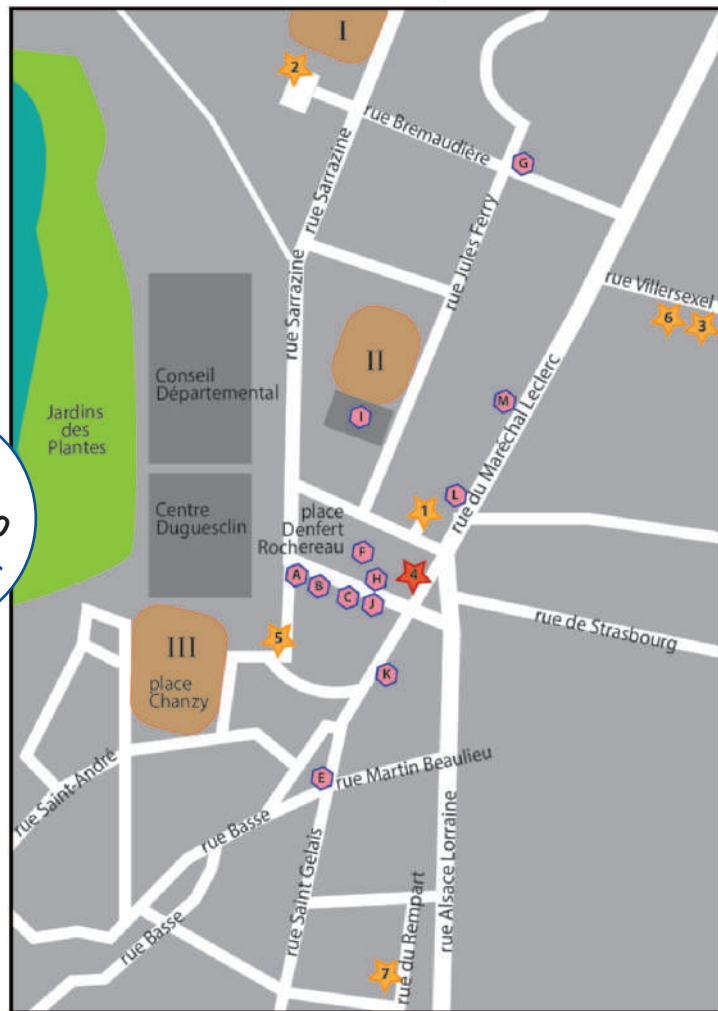 I
2
rue Brémaudière
G
rue Sarrazine
rue Jules Ferry
rue Villersexel
6
3
rue Sarrazine
II
Conseil
Départemental
I
M
rue du Maréchal Leclerc
Jardins
des
Plantes
L
1
Centre
Duguesclin
place
Denfert
Rochereau
F
A
B
C
H
J
4
5
rue de Strasbourg
III
place
Chanzy
K
E
rue Martin Beaulieu
rue Saint-André
rue Basse
rue Saint Gelais
rue Alsace Lorraine
rue du Rempart
rue Basse
7